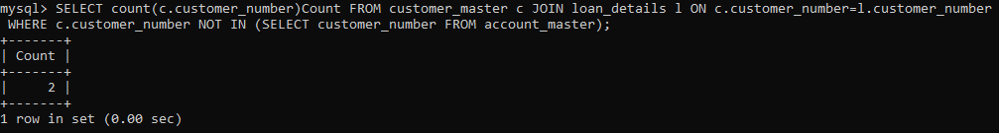 mysql> SELECT count(c.customer_number)Count FROM customer_master c JOIN loan_details l ON c.customer_number=l.customer_number
 WHERE c.customer_number NOT IN (SELECT customer_number FROM account_master);
+-------+
| Count |
+-------+
|     2 |
+-------+
1 row in set (0.00 sec)